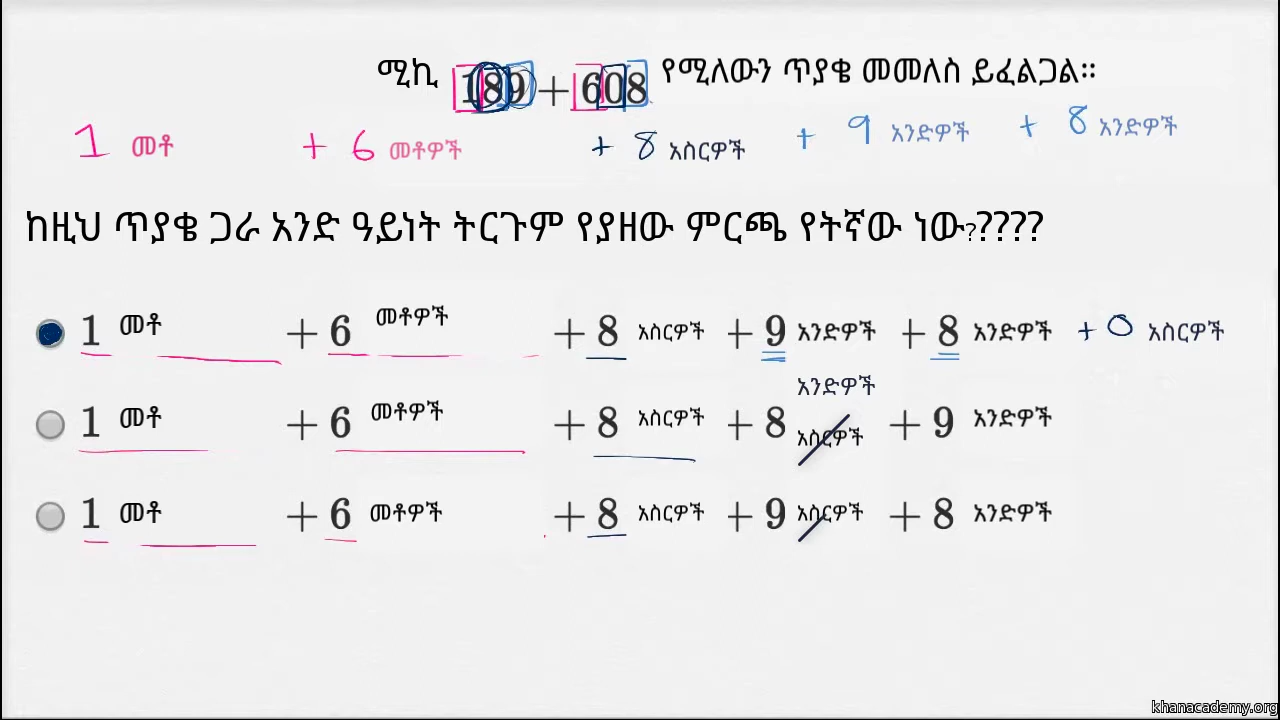 ሚኪ 189 + 608 የሚለውን ጥያቄ መመለስ ይፈልጋል።
1 መቶ + 6 መቶዎች + 8 አስርዎች + 9 አንድዎች + 8 አንድዎች
ከዚህ ጥያቄ ጋራ አንድ ዓይነት ትርጉም የያዘው ምርጫ የትኛው ነው?????
1 መቶ + 6 መቶዎች + 8 አስርዎች + 9 አንድዎች + 8 አንድዎች + 0 አስርዎች
አንድዎች
1 መቶ + 6 መቶዎች + 8 አስርዎች + 8 አስርዎች + 9 አንድዎች
1 መቶ + 6 መቶዎች + 8 አስርዎች + 9 አስርዎች + 8 አንድዎች
khanacademy.org